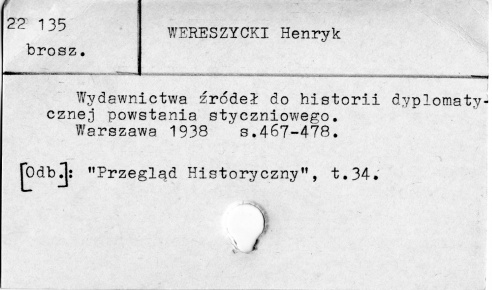 22 135
brosz.
WERESZYCKI Henryk
Wydawnictwa źródeł do historii dyplomaty-
cznej powstania styczniowego.
Warszawa 1938 s.467-478.
[Odb.]: "Przegląd Historyczny", t.34.